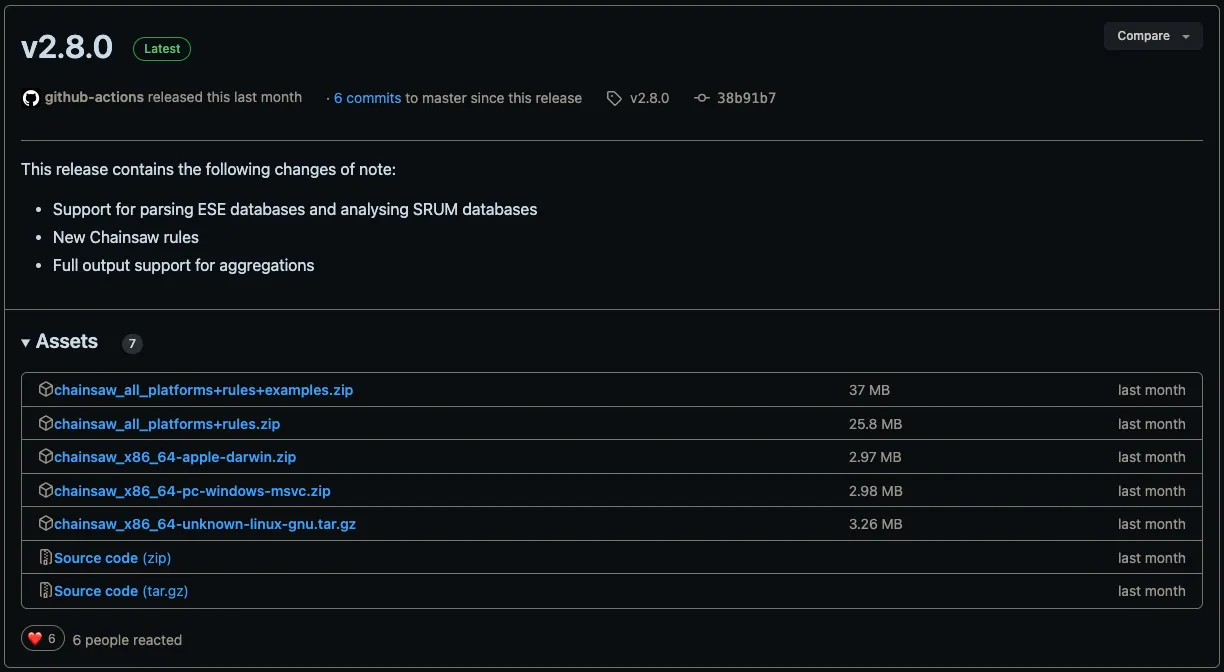 v2.8.0 Latest Compare
github-actions released this last month · 6 commits to master since this release v2.8.0 38b91b7
This release contains the following changes of note:
• Support for parsing ESE databases and analysing SRUM databases
• New Chainsaw rules
• Full output support for aggregations
Assets 7
chainsaw_all_platforms+rules+examples.zip 37 MB last month
chainsaw_all_platforms+rules.zip 25.8 MB last month
chainsaw_x86_64-apple-darwin.zip 2.97 MB last month
chainsaw_x86_64-pc-windows-msvc.zip 2.98 MB last month
chainsaw_x86_64-unknown-linux-gnu.tar.gz 3.26 MB last month
Source code (zip) last month
Source code (tar.gz) last month
❤️ 6 6 people reacted